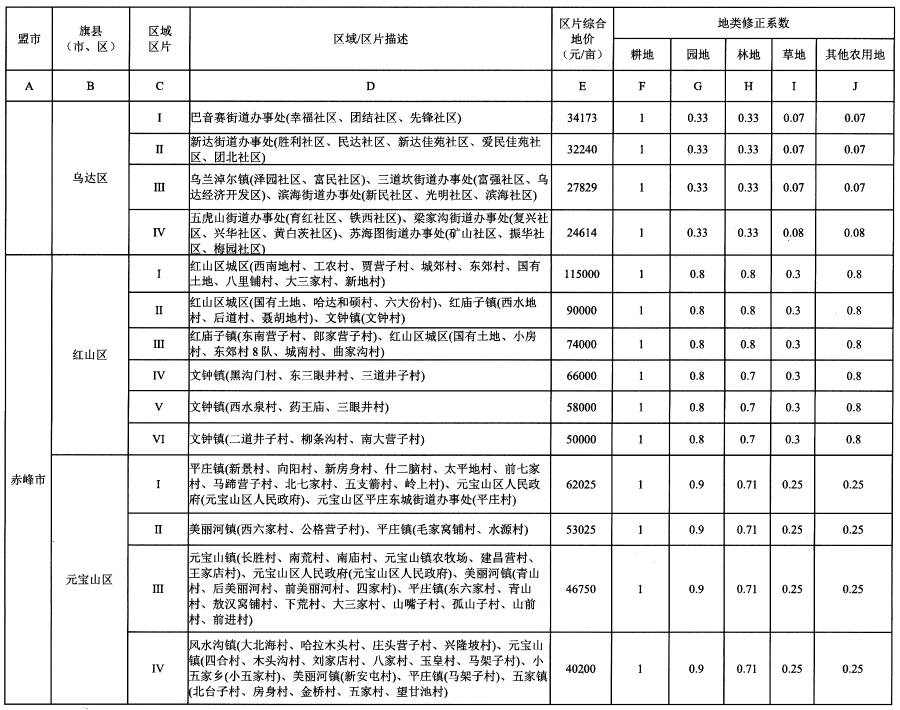 盟市 旗县（市、区） 区域片区 区域/区片描述 区片综合地价（元/亩） 地类修正系数
耕地 园地 林地 草地 其他农用地
A B C D E F G H I J
乌达区
I 巴音赛街道办事处(幸福社区、团结社区、先锋社区) 34173 1 0.33 0.33 0.07 0.07
II 新达街道办事处(胜利社区、民达社区、新达佳苑社区、爱民佳苑社
区、团北社区) 32240 1 0.33 0.33 0.07 0.07
III 乌兰淖尔镇(泽园社区、富民社区)、三道坎街道办事处(富强社区、乌
达经济开发区)、滨海街道办事处(新民社区、光明社区、滨海社区) 27829 1 0.33 0.33 0.07 0.07
IV 五虎山街道办事处(育红社区、铁西社区)、梁家沟街道办事处(复兴社
区、兴华社区、黄白茨社区)、苏海图街道办事处(矿山社区、振华社
区、梅园社区) 24614 1 0.33 0.33 0.08 0.08
赤峰市
红山区
I 红山区城区(西南地村、工农村、贾营子村、城郊村、东郊村、国有
土地、八里铺村、大三家村、新地村) 115000 1 0.8 0.8 0.3 0.8
II 红山区城区(国有土地、哈达和硕村、六大份村)、红庙子镇(西水地
村、后道村、聂胡地村)、文钟镇(文钟村) 90000 1 0.8 0.8 0.3 0.8
III 红庙子镇(东南营子村、郎家营子村)、红山区城区(国有土地、小房
村、东郊村8队、城南村、曲家沟村) 74000 1 0.8 0.8 0.3 0.8
IV 文钟镇(黑沟门村、东三眼井村、三道井子村) 66000 1 0.8 0.7 0.3 0.8
V 文钟镇(西水泉村、药王庙、三眼井村) 58000 1 0.8 0.7 0.3 0.8
VI 文钟镇(二道井子村、柳条沟村、南大营子村) 50000 1 0.8 0.7 0.3 0.8
元宝山区
I 平庄镇(新景村、向阳村、新房身村、什二脑村、太平地村、前七家
村、马蹄营子村、北七家村、五支箭村、岭上村)、元宝山区人民政
府(元宝山区人民政府)、元宝山区平庄东城街道办事处(平庄村) 62025 1 0.9 0.71 0.25 0.25
II 美丽河镇(西六家村、公格营子村)、平庄镇(毛家窝铺村、水源村) 53025 1 0.9 0.71 0.25 0.25
III 元宝山镇(长胜村、南荒村、南庙村、元宝山镇农牧场、建昌营村、
王家店村)、元宝山区人民政府(元宝山区人民政府)、美丽河镇(青山
村、后美丽河村、前美丽河村、四家村)、平庄镇(东六家村、青山
村、敖汉窝铺村、下荒村、大三家村、山嘴子村、孤山子村、山前
村、前进村) 46750 1 0.9 0.71 0.25 0.25
IV 风水沟镇(大北海村、哈拉木头村、庄头营子村、兴隆坡村)、元宝山
镇(四合村、木头沟村、刘家店村、八家村、玉皇村、马架子村)、小
五家乡(小五家村)、美丽河镇(新安屯村)、平庄镇(马架子村)、五家镇
(北台子村、房身村、金桥村、五家村、望甘池村) 40200 1 0.9 0.71 0.25 0.25